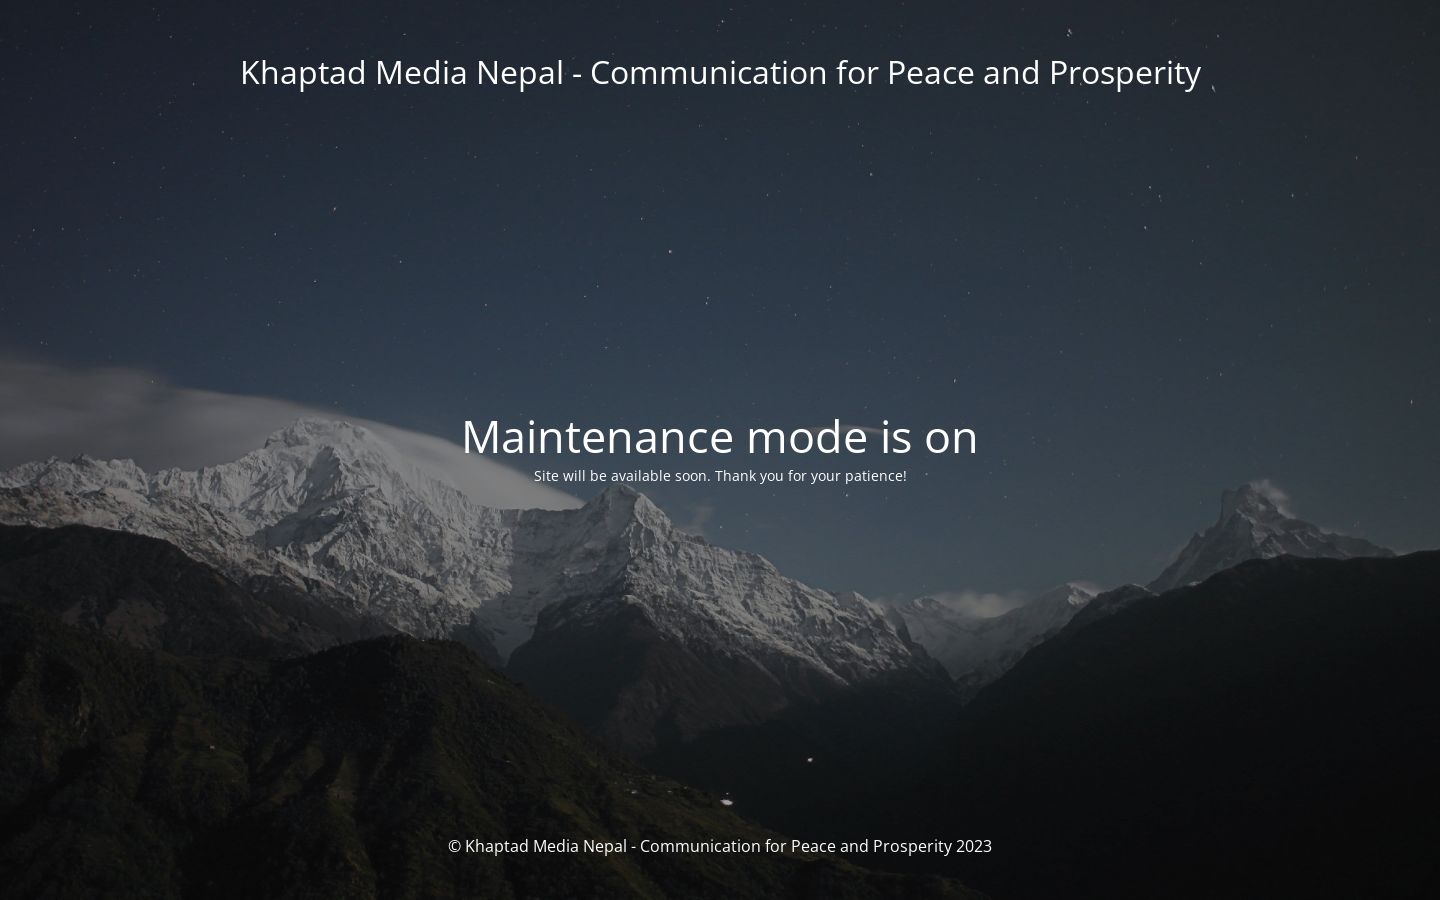 Khaptad Media Nepal - Communication for Peace and Prosperity
Maintenance mode is on
Site will be available soon. Thank you for your patience!
© Khaptad Media Nepal - Communication for Peace and Prosperity 2023